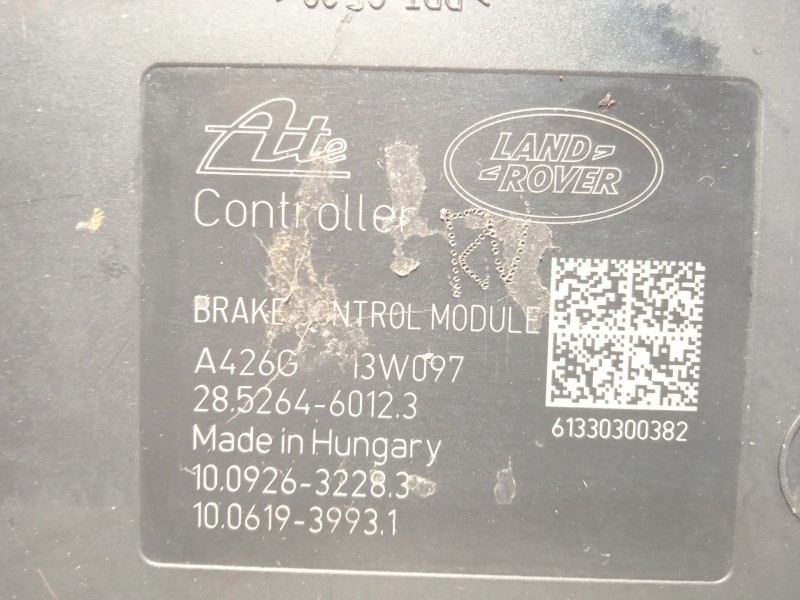 Ate
LAND-
-ROVER
Controller
RW
BRAKE CONTROL MODULE
A426G 13W097
28.5264-6012.3
Made in Hungary
10.0926-3228.3
10.0619-3993.1
61330300382